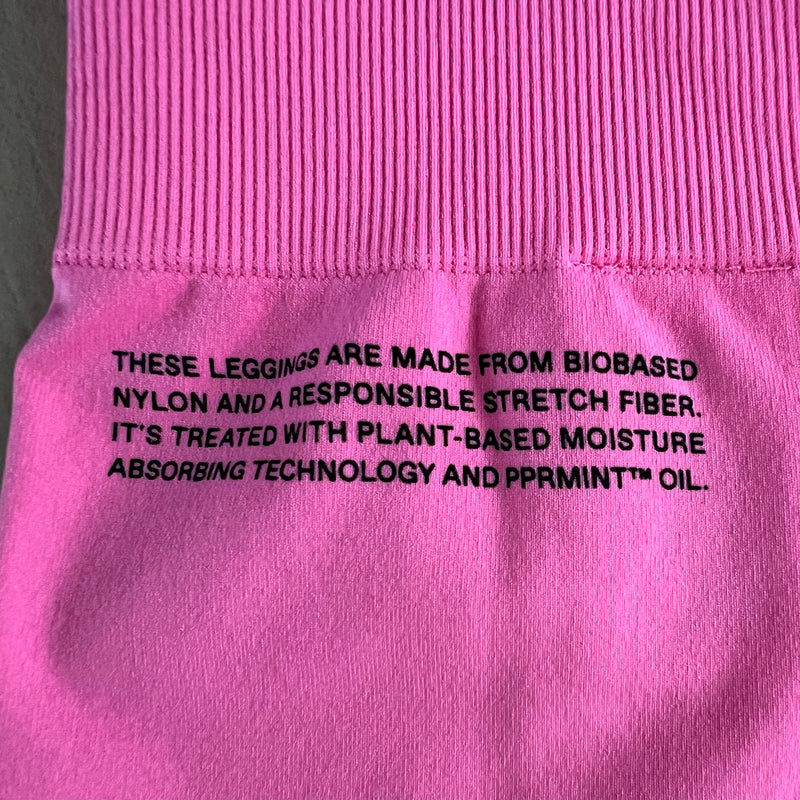 THESE LEGGINGS ARE MADE FROM BIOBASED
NYLON AND A RESPONSIBLE STRETCH FIBER.
IT'S TREATED WITH PLANT-BASED MOISTURE
ABSORBING TECHNOLOGY AND PPRMINT™ OIL.